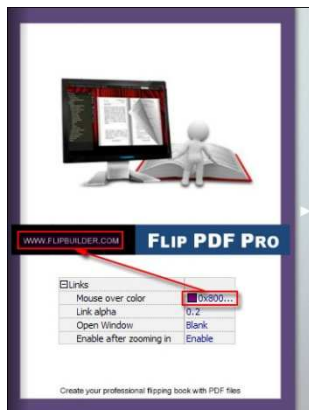 WWW.FLIPBUILDER.COM
FLIP PDF PRO
Links
Mouse over color 0x800...
Link alpha 0.2
Open Window Blank
Enable after zooming in Enable
Create your professional flipping book with PDF files